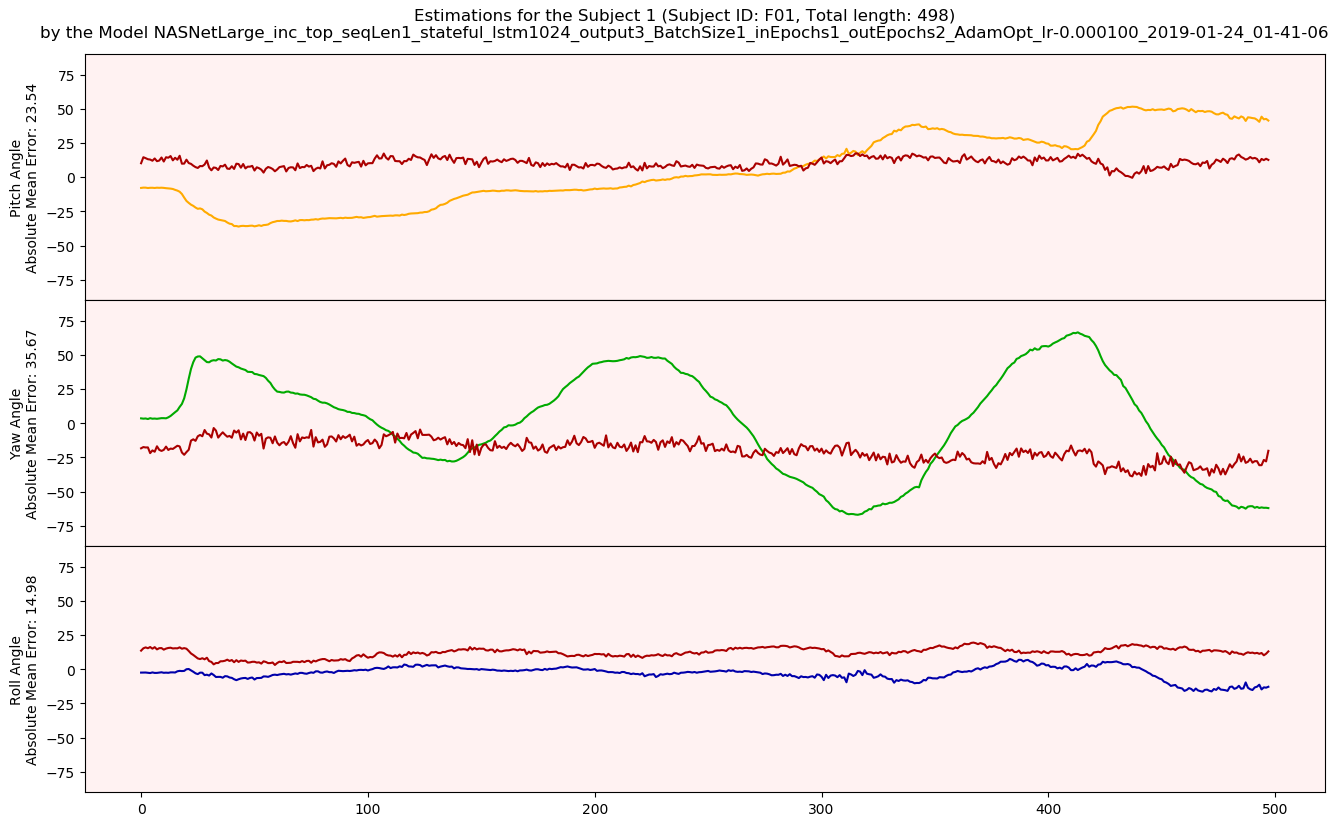 Estimations for the Subject 1 (Subject ID: F01, Total length: 498)
by the Model NASNetLarge_inc_top_seqLen1_stateful_lstm1024_output3_BatchSize1_inEpochs1_outEpochs2_AdamOpt_lr-0.000100_2019-01-24_01-41-06
Pitch Angle
Absolute Mean Error: 23.54
75
50
25
0
−25
−50
−75
Yaw Angle
Absolute Mean Error: 35.67
75
50
25
0
−25
−50
−75
Roll Angle
Absolute Mean Error: 14.98
75
50
25
0
−25
−50
−75
0 100 200 300 400 500